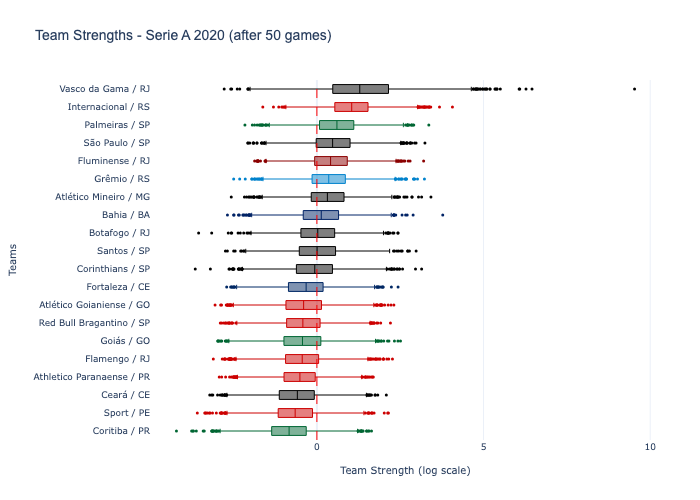 Team Strengths - Serie A 2020 (after 50 games)
Vasco da Gama / RJ
Internacional / RS
Palmeiras / SP
São Paulo / SP
Fluminense / RJ
Grêmio / RS
Atlético Mineiro / MG
Bahia / BA
Botafogo / RJ
Santos / SP
Corinthians / SP
Fortaleza / CE
Atlético Goianiense / GO
Red Bull Bragantino / SP
Goiás / GO
Flamengo / RJ
Athletico Paranaense / PR
Ceará / CE
Sport / PE
Coritiba / PR
Teams
0 5 10
Team Strength (log scale)